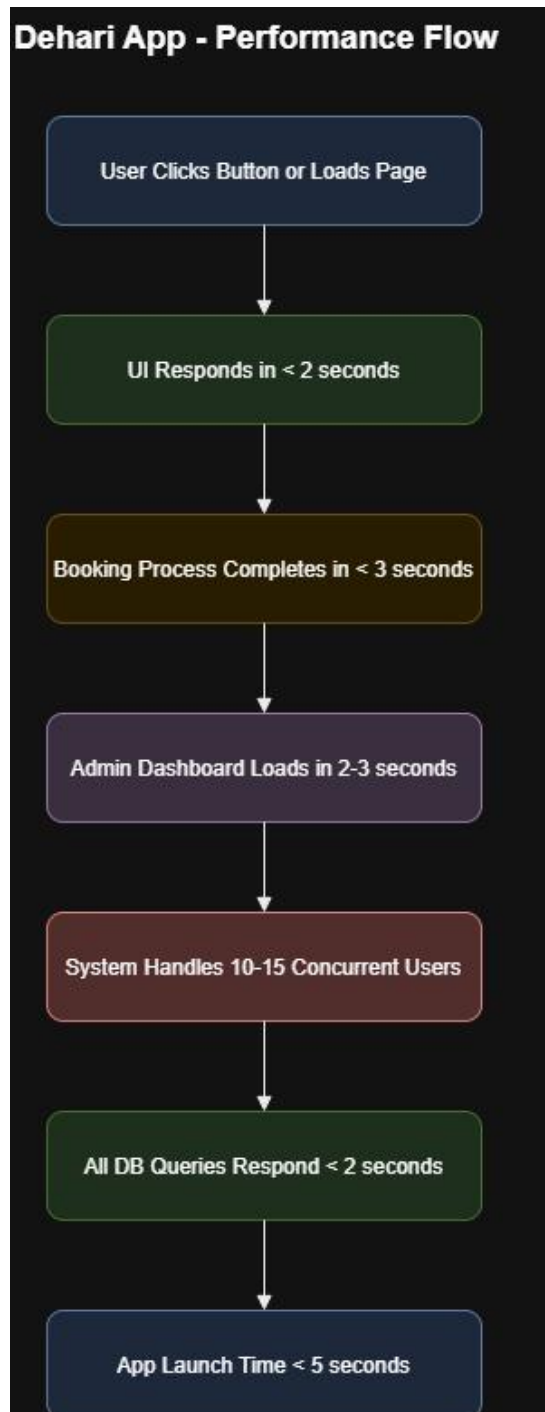 Dehari App - Performance Flow
User Clicks Button or Loads Page
UI Responds in < 2 seconds
Booking Process Completes in < 3 seconds
Admin Dashboard Loads in 2-3 seconds
System Handles 10-15 Concurrent Users
All DB Queries Respond < 2 seconds
App Launch Time < 5 seconds